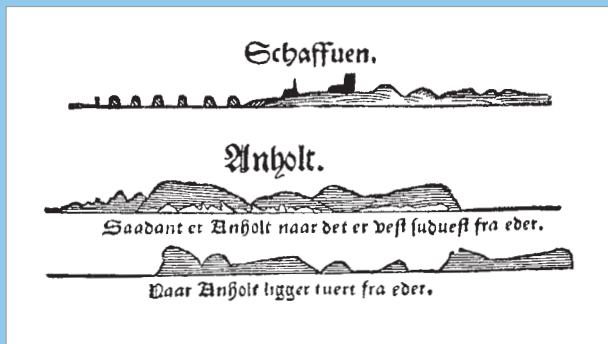 Schaffuen.
Anholt.
Saadant er Anholt naar det er vest suduest fra eder.
Naar Anholt ligger tuert fra eder.